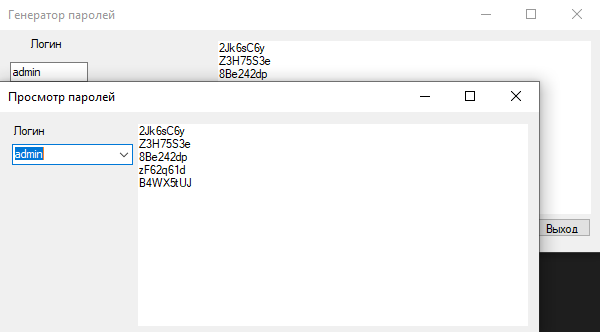 Генератор паролей
Логин
admin
2Jk6sC6y
Z3H75S3e
8Be242dp
Просмотр паролей
Логин
admin
2Jk6sC6y
Z3H75S3e
8Be242dp
zF62q61d
B4WX5tUJ
Выход